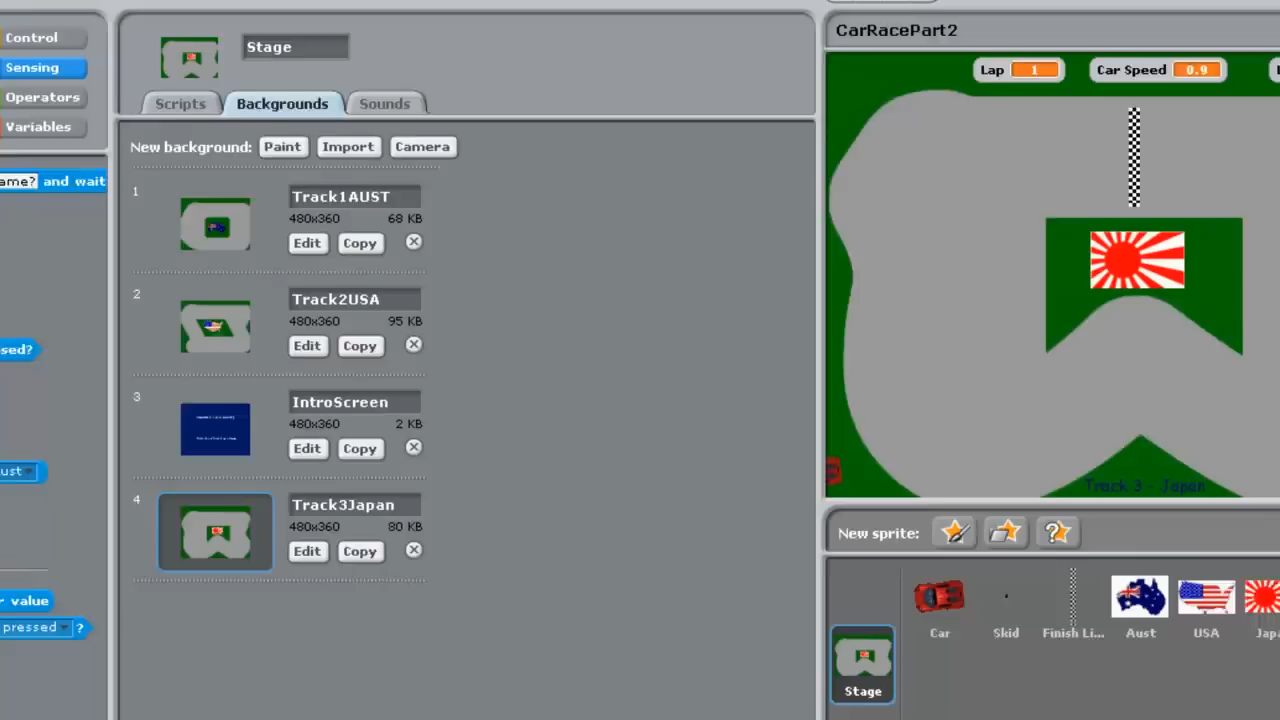 Control
Sensing
Operators
Variables
ame? and wait
sed?
ust
r value
pressed ?
Stage
Scripts
Backgrounds
Sounds
New background:
Paint
Import
Camera
1
Track1AUST
480x360 68 KB
Edit
Copy
2
Track2USA
480x360 95 KB
Edit
Copy
3
IntroScreen
480x360 2 KB
Edit
Copy
4
Track3Japan
480x360 80 KB
Edit
Copy
CarRacePart2
Lap 1
Car Speed 0.9
Track 3 - Japan
New sprite:
Car
Skid
Finish Li...
Aust
USA
Japa
Stage